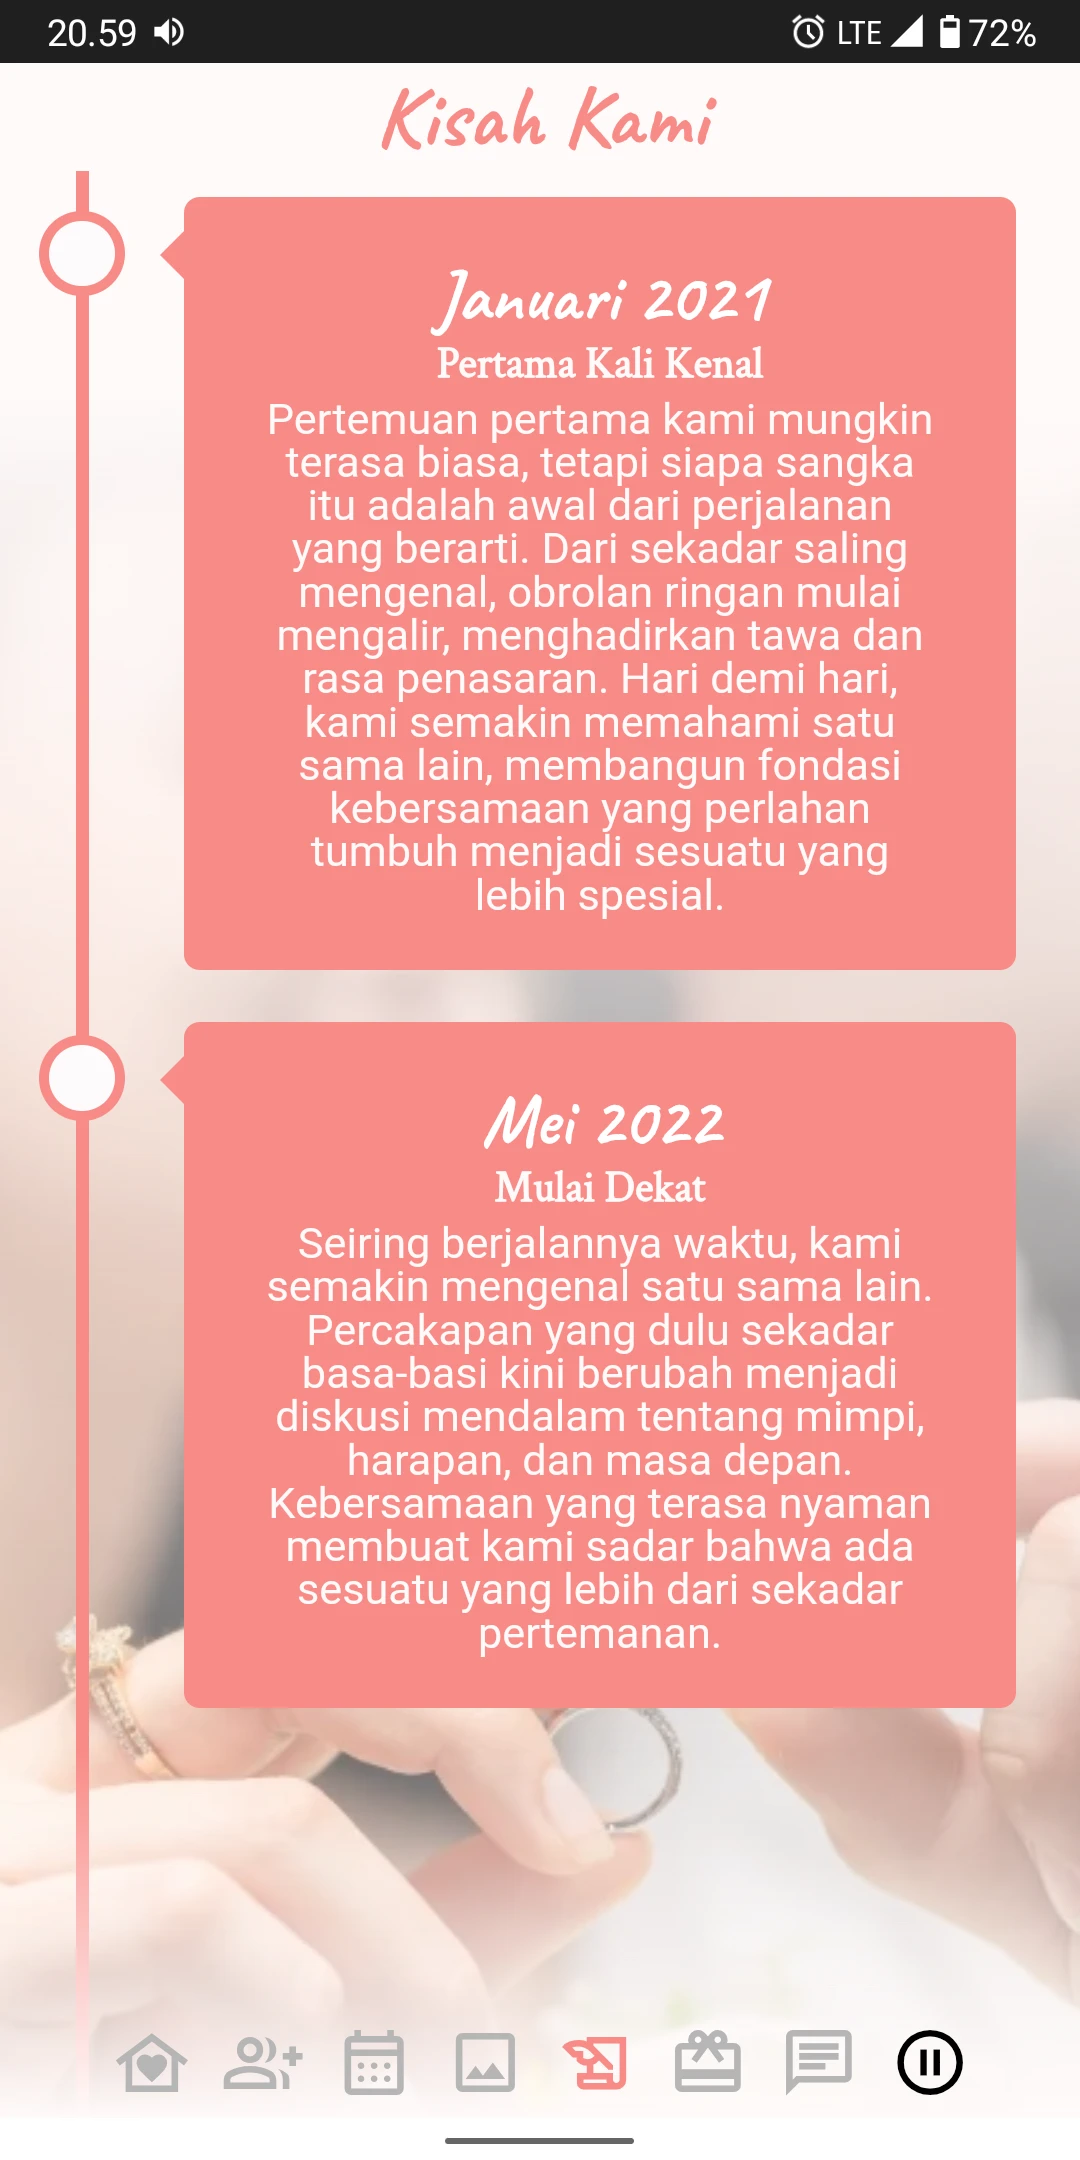 20.59
LTE
72%
Kisah Kami
Januari 2021
Pertama Kali Kenal
Pertemuan pertama kami mungkin
terasa biasa, tetapi siapa sangka
itu adalah awal dari perjalanan
yang berarti. Dari sekadar saling
mengenal, obrolan ringan mulai
mengalir, menghadirkan tawa dan
rasa penasaran. Hari demi hari,
kami semakin memahami satu
sama lain, membangun fondasi
kebersamaan yang perlahan
tumbuh menjadi sesuatu yang
lebih spesial.
Mei 2022
Mulai Dekat
Seiring berjalannya waktu, kami
semakin mengenal satu sama lain.
Percakapan yang dulu sekadar
basa-basi kini berubah menjadi
diskusi mendalam tentang mimpi,
harapan, dan masa depan.
Kebersamaan yang terasa nyaman
membuat kami sadar bahwa ada
sesuatu yang lebih dari sekadar
pertemanan.